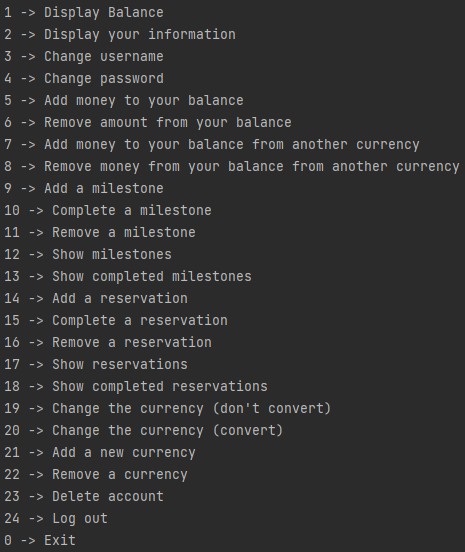 1 -> Display Balance
2 -> Display your information
3 -> Change username
4 -> Change password
5 -> Add money to your balance
6 -> Remove amount from your balance
7 -> Add money to your balance from another currency
8 -> Remove money from your balance from another currency
9 -> Add a milestone
10 -> Complete a milestone
11 -> Remove a milestone
12 -> Show milestones
13 -> Show completed milestones
14 -> Add a reservation
15 -> Complete a reservation
16 -> Remove a reservation
17 -> Show reservations
18 -> Show completed reservations
19 -> Change the currency (don't convert)
20 -> Change the currency (convert)
21 -> Add a new currency
22 -> Remove a currency
23 -> Delete account
24 -> Log out
0 -> Exit